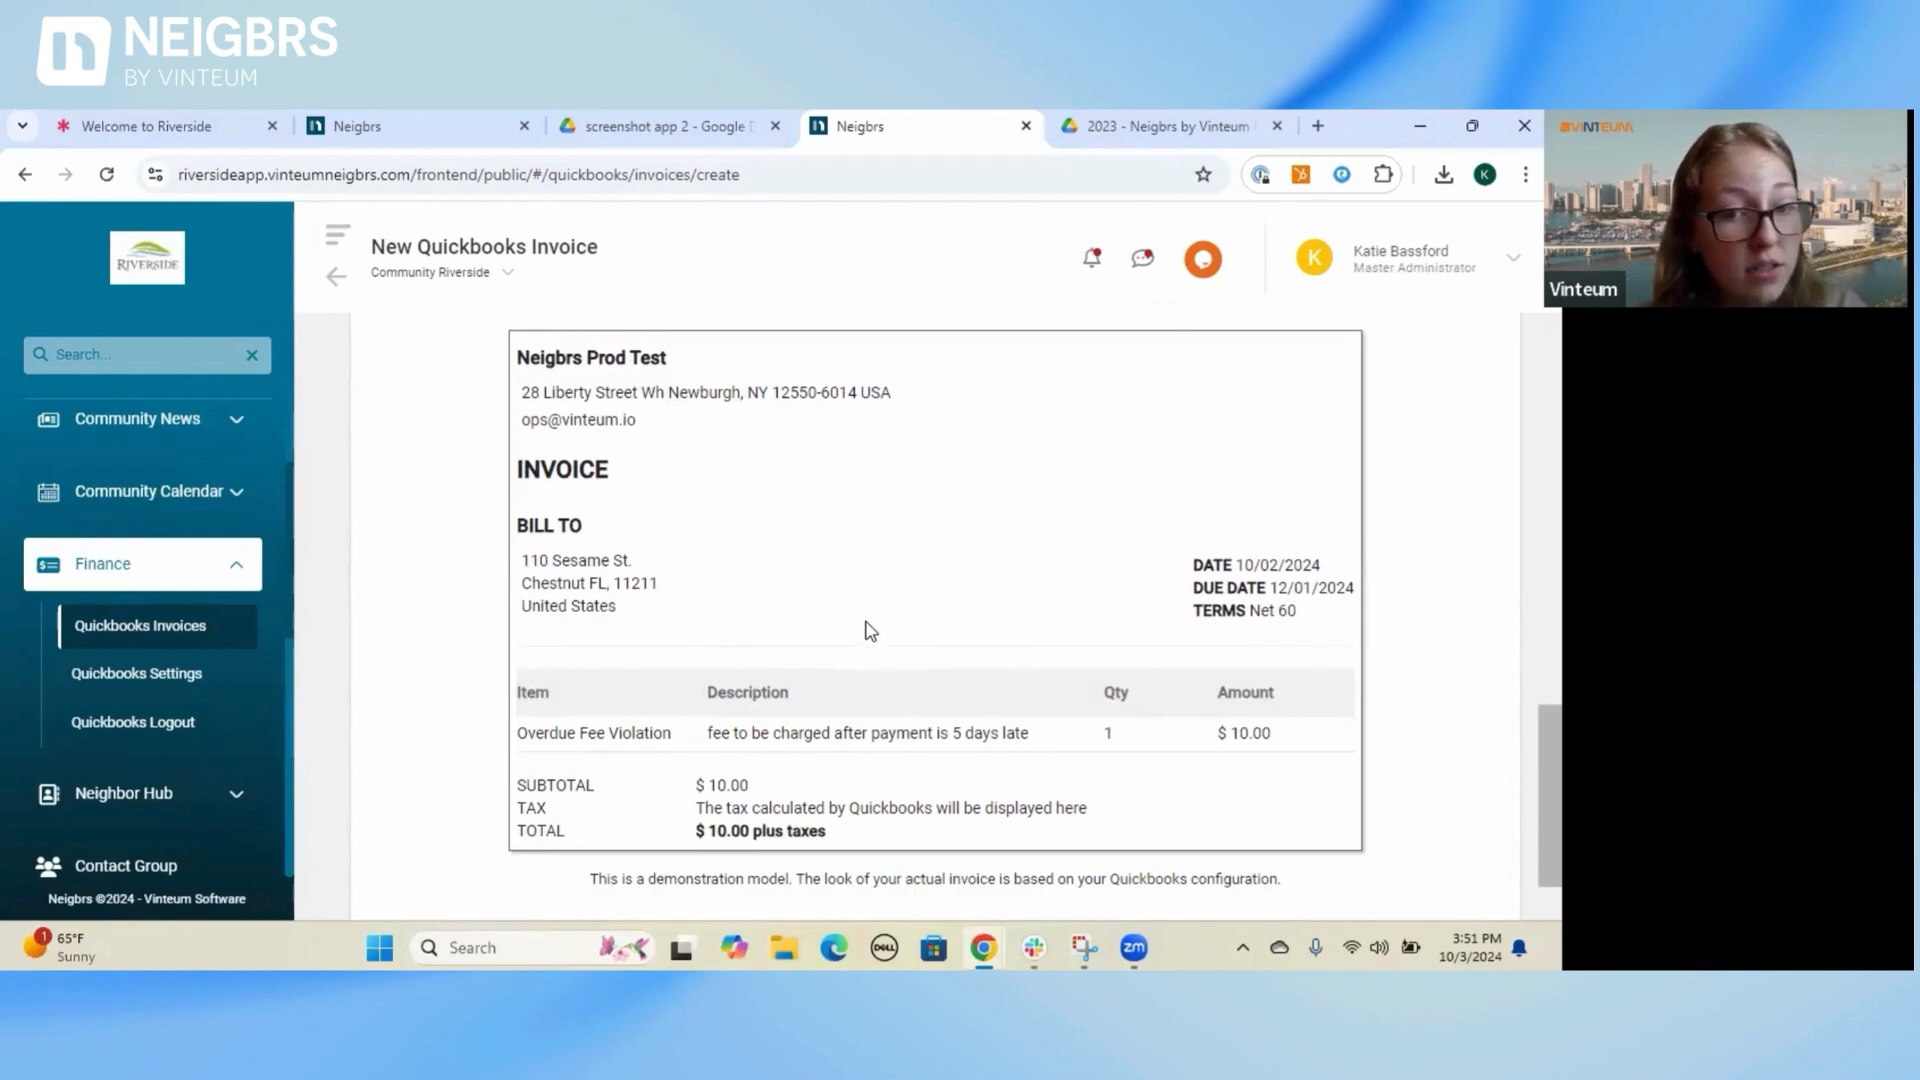 NEIGBRS
BY VINTEUM
Welcome to Riverside
Neigbrs
screenshot app 2 - Google
Neigbrs
2023 - Neigbrs by Vinteum
VINTEUM
riversideapp.vinteumneigbrs.com/frontend/public/#/quickbooks/invoices/create
K
RIVERSIDE
New Quickbooks Invoice
Community Riverside
K
Katie Bassford
Master Administrator
Vinteum
Search...
Community News
Community Calendar
Finance
Quickbooks Invoices
Quickbooks Settings
Quickbooks Logout
Neighbor Hub
Contact Group
Neigbrs ©2024 - Vinteum Software
Neigbrs Prod Test
28 Liberty Street Wh Newburgh, NY 12550-6014 USA
ops@vinteum.io
INVOICE
BILL TO
110 Sesame St.
Chestnut FL, 11211
United States
DATE 10/02/2024
DUE DATE 12/01/2024
TERMS Net 60
Item Description Qty Amount
Overdue Fee Violation fee to be charged after payment is 5 days late 1 $ 10.00
SUBTOTAL $ 10.00
TAX The tax calculated by Quickbooks will be displayed here
TOTAL $ 10.00 plus taxes
This is a demonstration model. The look of your actual invoice is based on your Quickbooks configuration.
1
65°F
Sunny
Search
DELL
zm
3:51 PM
10/3/2024